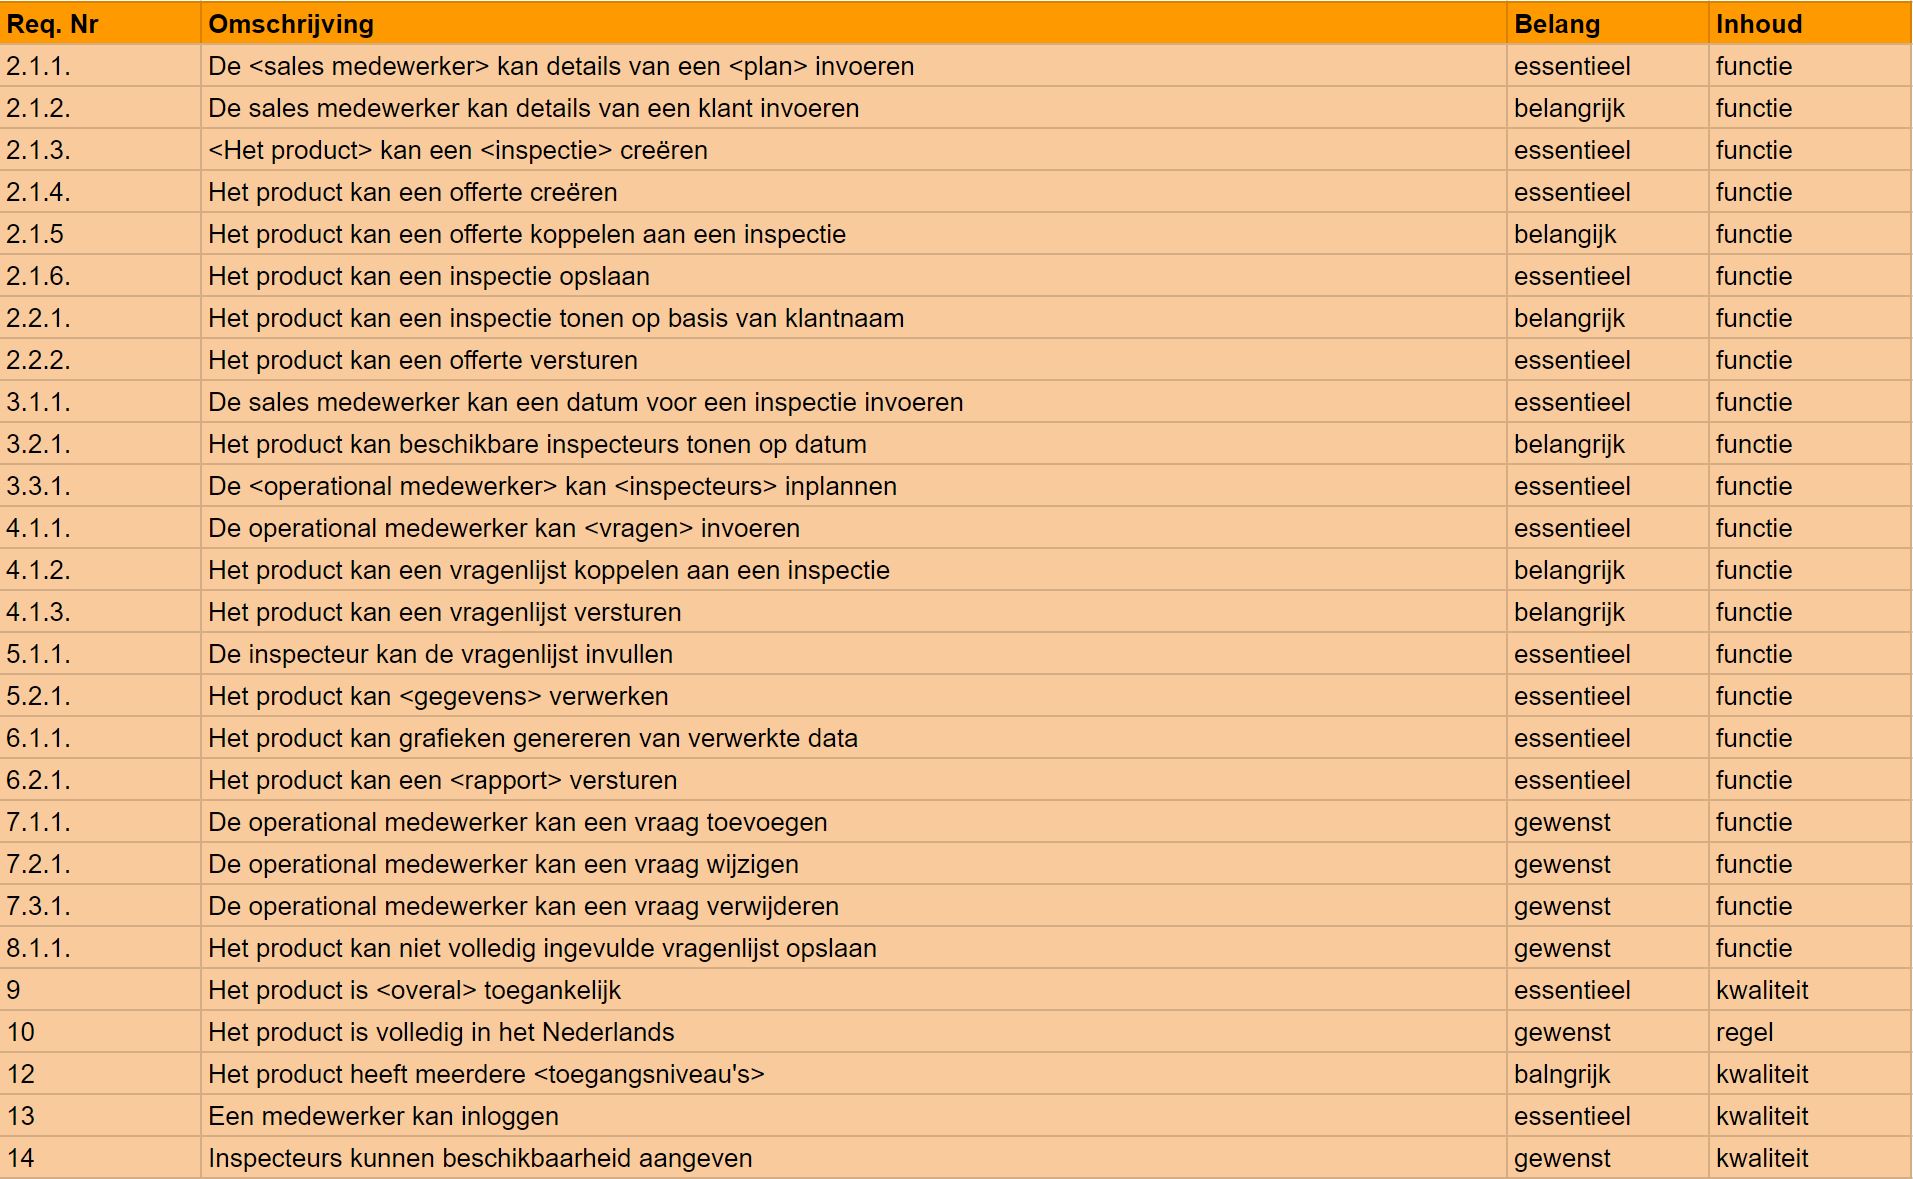 Req. Nr Omschrijving Belang Inhoud
2.1.1. De <sales medewerker> kan details van een <plan> invoeren essentieel functie
2.1.2. De sales medewerker kan details van een klant invoeren belangrijk functie
2.1.3. <Het product> kan een <inspectie> creëren essentieel functie
2.1.4. Het product kan een offerte creëren essentieel functie
2.1.5 Het product kan een offerte koppelen aan een inspectie belangijk functie
2.1.6. Het product kan een inspectie opslaan essentieel functie
2.2.1. Het product kan een inspectie tonen op basis van klantnaam belangrijk functie
2.2.2. Het product kan een offerte versturen essentieel functie
3.1.1. De sales medewerker kan een datum voor een inspectie invoeren essentieel functie
3.2.1. Het product kan beschikbare inspecteurs tonen op datum belangrijk functie
3.3.1. De <operational medewerker> kan <inspecteurs> inplannen essentieel functie
4.1.1. De operational medewerker kan <vragen> invoeren essentieel functie
4.1.2. Het product kan een vragenlijst koppelen aan een inspectie belangrijk functie
4.1.3. Het product kan een vragenlijst versturen belangrijk functie
5.1.1. De inspecteur kan de vragenlijst invullen essentieel functie
5.2.1. Het product kan <gegevens> verwerken essentieel functie
6.1.1. Het product kan grafieken genereren van verwerkte data essentieel functie
6.2.1. Het product kan een <rapport> versturen essentieel functie
7.1.1. De operational medewerker kan een vraag toevoegen gewenst functie
7.2.1. De operational medewerker kan een vraag wijzigen gewenst functie
7.3.1. De operational medewerker kan een vraag verwijderen gewenst functie
8.1.1. Het product kan niet volledig ingevulde vragenlijst opslaan gewenst functie
9 Het product is <overal> toegankelijk essentieel kwaliteit
10 Het product is volledig in het Nederlands gewenst regel
12 Het product heeft meerdere <toegangsniveau's> balngrijk kwaliteit
13 Een medewerker kan inloggen essentieel kwaliteit
14 Inspecteurs kunnen beschikbaarheid aangeven gewenst kwaliteit